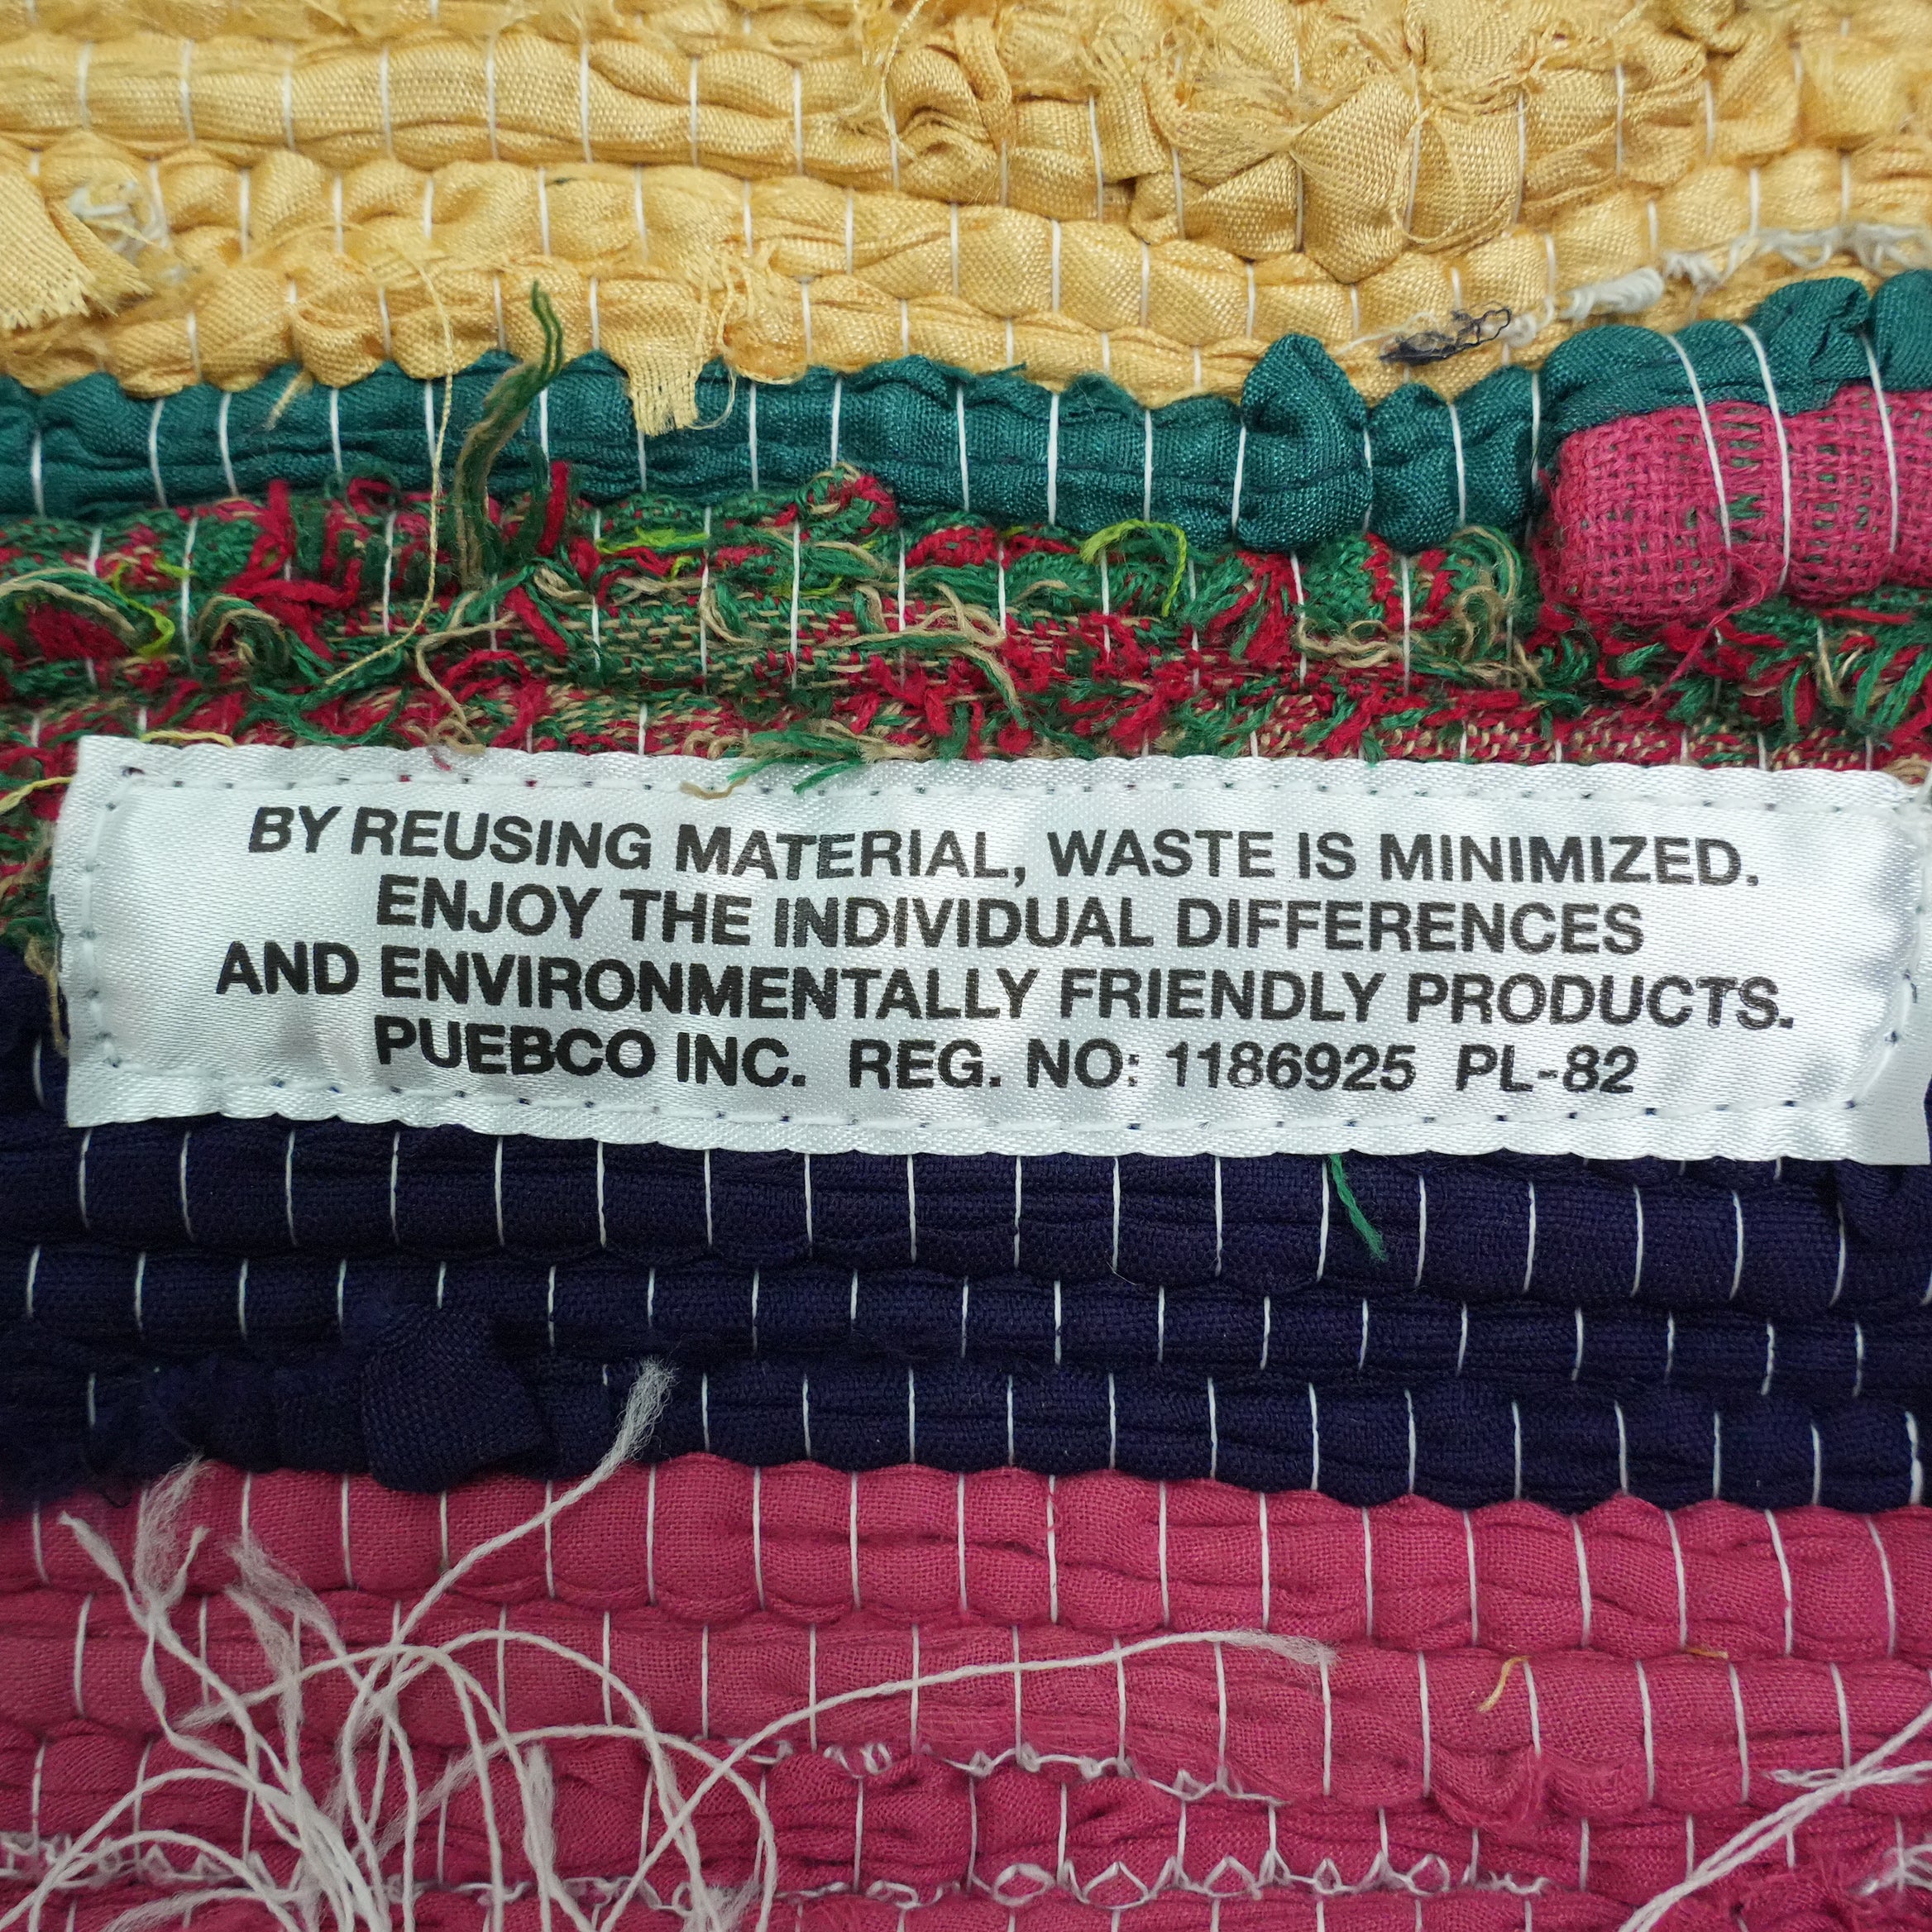 BY REUSING MATERIAL, WASTE IS MINIMIZED.
ENJOY THE INDIVIDUAL DIFFERENCES
AND ENVIRONMENTALLY FRIENDLY PRODUCTS.
PUEBCO INC. REG. NO: 1186925 PL-82